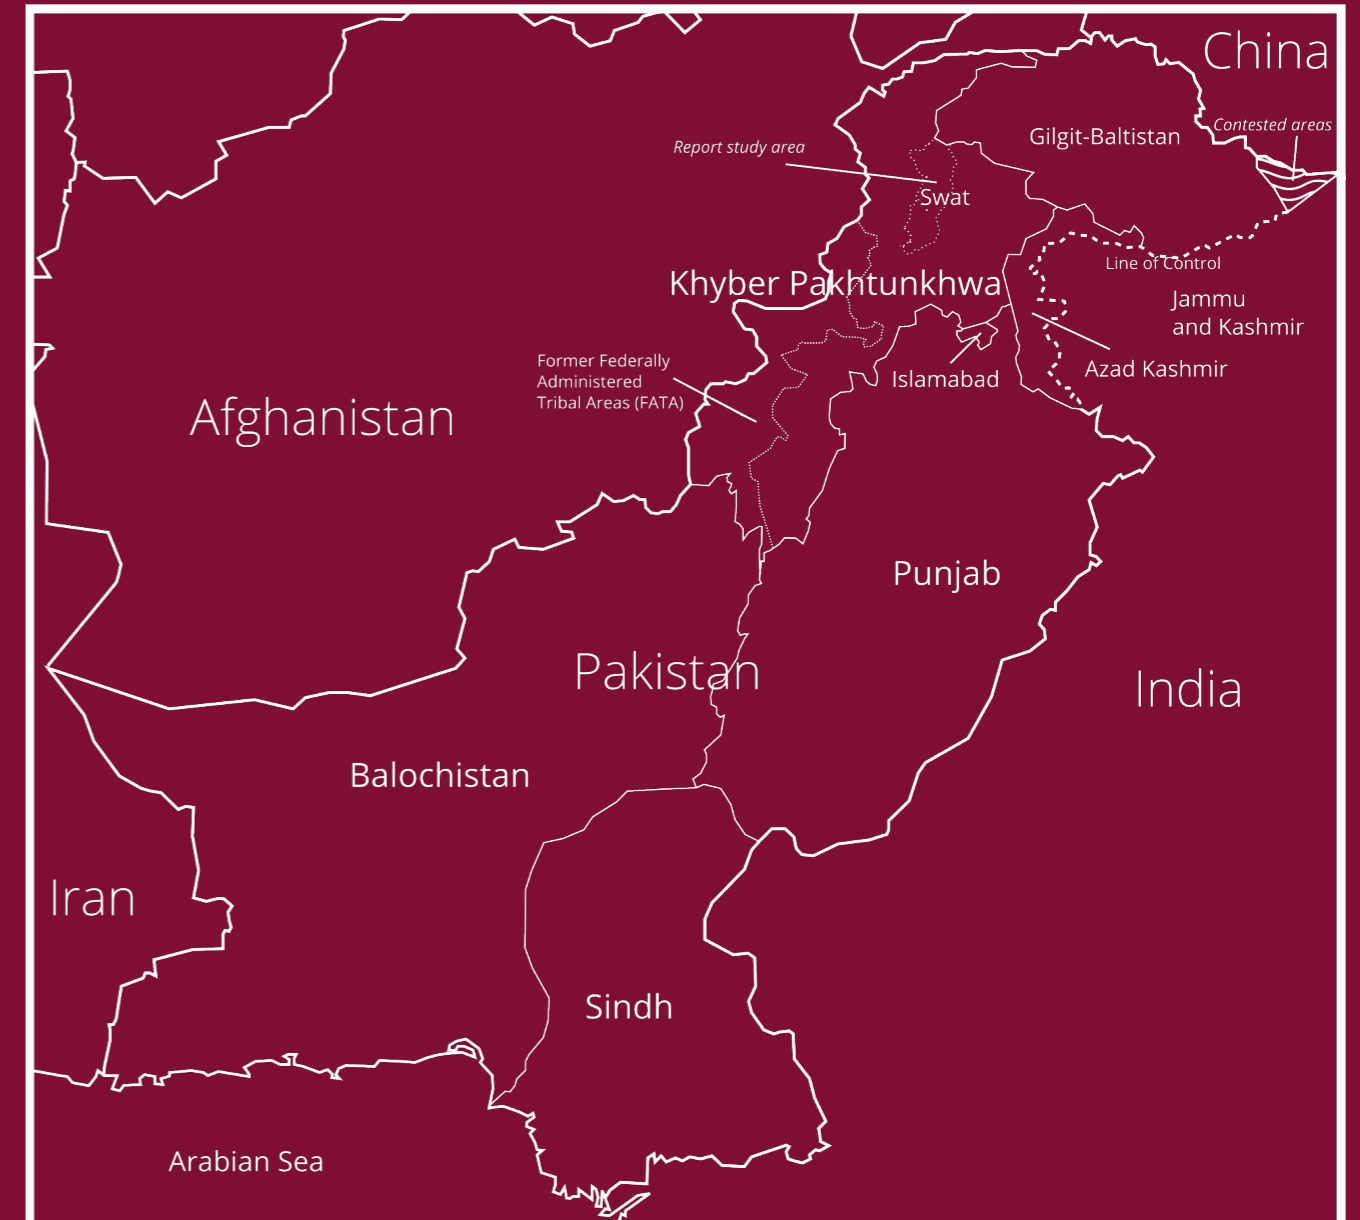 China
Contested areas
Gilgit-Baltistan
Report study area
Swat
Line of Control
Khyber Pakhtunkhwa
Jammu
and Kashmir
Former Federally
Administered
Tribal Areas (FATA)
Islamabad
Azad Kashmir
Afghanistan
Punjab
Pakistan
India
Balochistan
Iran
Sindh
Arabian Sea